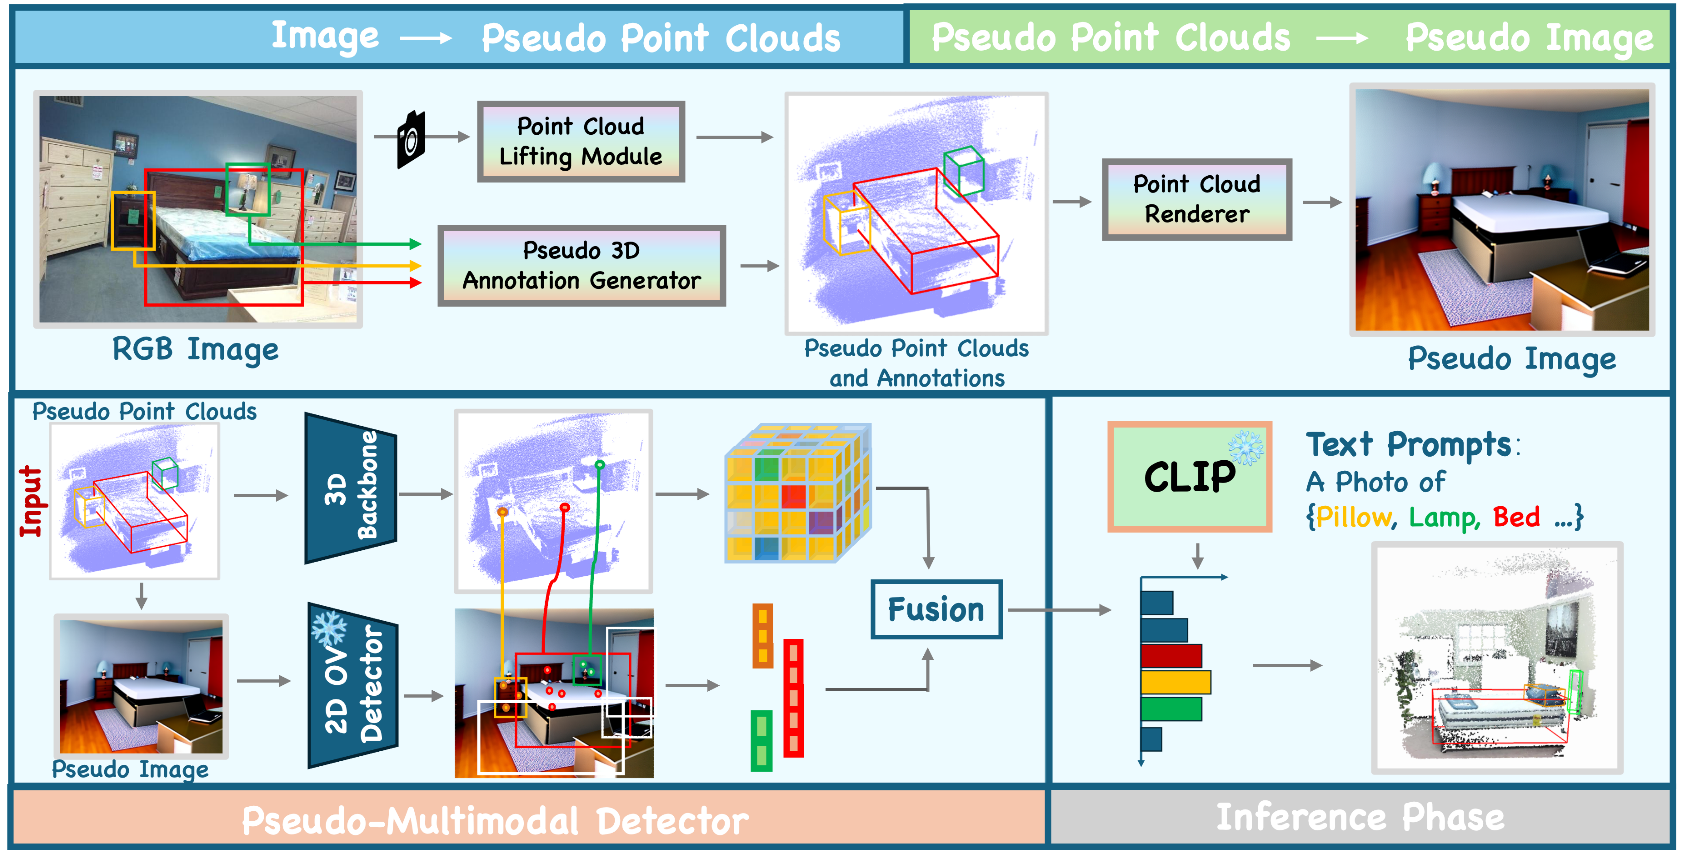 Image → Pseudo Point Clouds
Pseudo Point Clouds → Pseudo Image
Point Cloud
Lifting Module
Pseudo 3D
Annotation Generator
Point Cloud
Renderer
RGB Image
Pseudo Point Clouds
and Annotations
Pseudo Image
Pseudo Point Clouds
Input
3D
Backbone
2D OV
Detector
Pseudo Image
Fusion
Pseudo-Multimodal Detector
CLIP
Text Prompts:
A Photo of
{Pillow, Lamp, Bed ...}
Inference Phase